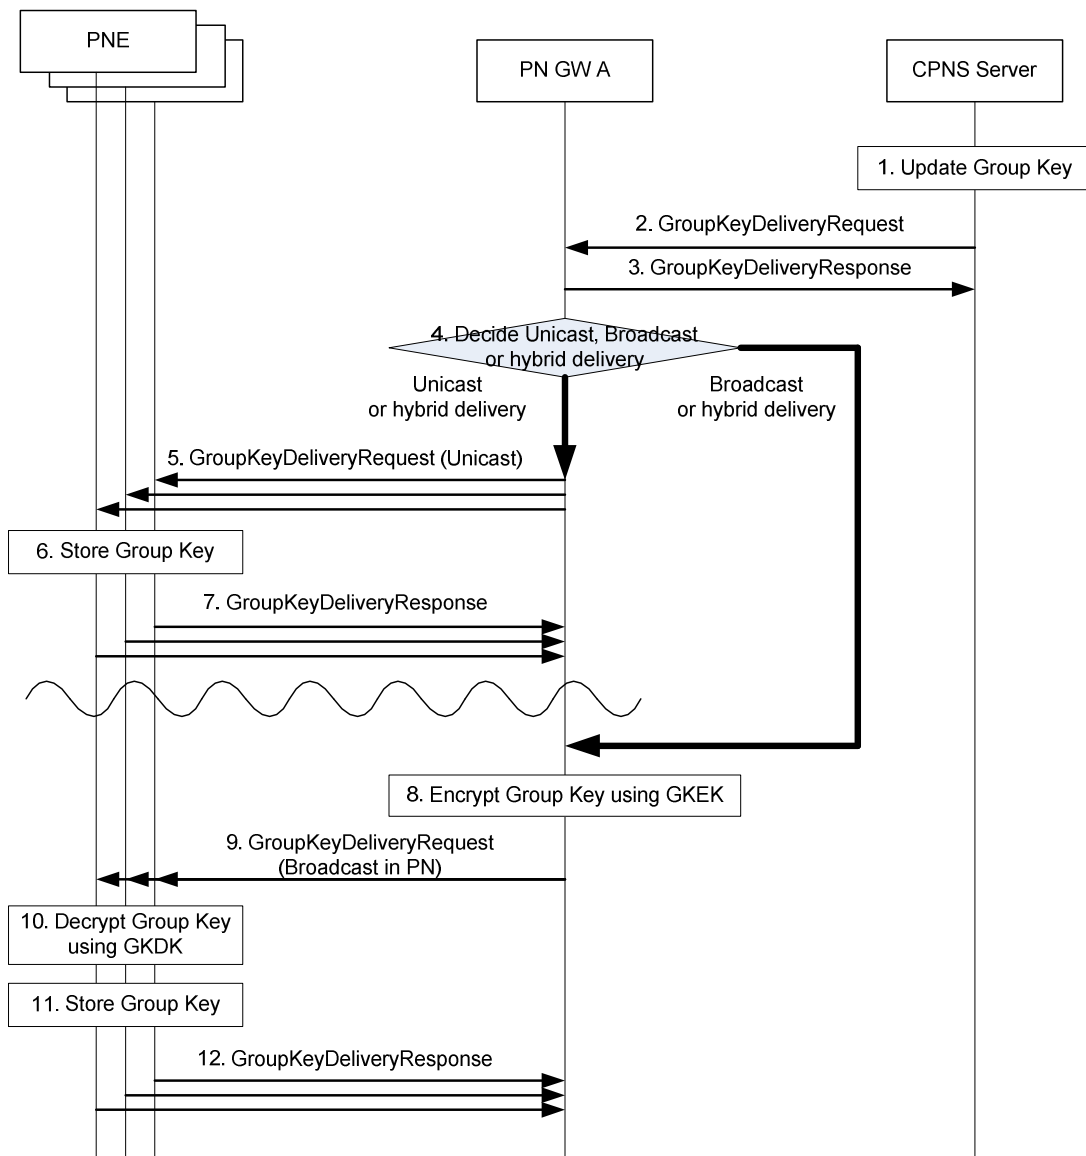 PNE
PN GW A
CPNS Server
1. Update Group Key
2. GroupKeyDeliveryRequest
3. GroupKeyDeliveryResponse
4. Decide Unicast, Broadcast
or hybrid delivery
Unicast
or hybrid delivery
Broadcast
or hybrid delivery
5. GroupKeyDeliveryRequest (Unicast)
6. Store Group Key
7. GroupKeyDeliveryResponse
8. Encrypt Group Key using GKEK
9. GroupKeyDeliveryRequest
(Broadcast in PN)
10. Decrypt Group Key
using GKDK
11. Store Group Key
12. GroupKeyDeliveryResponse